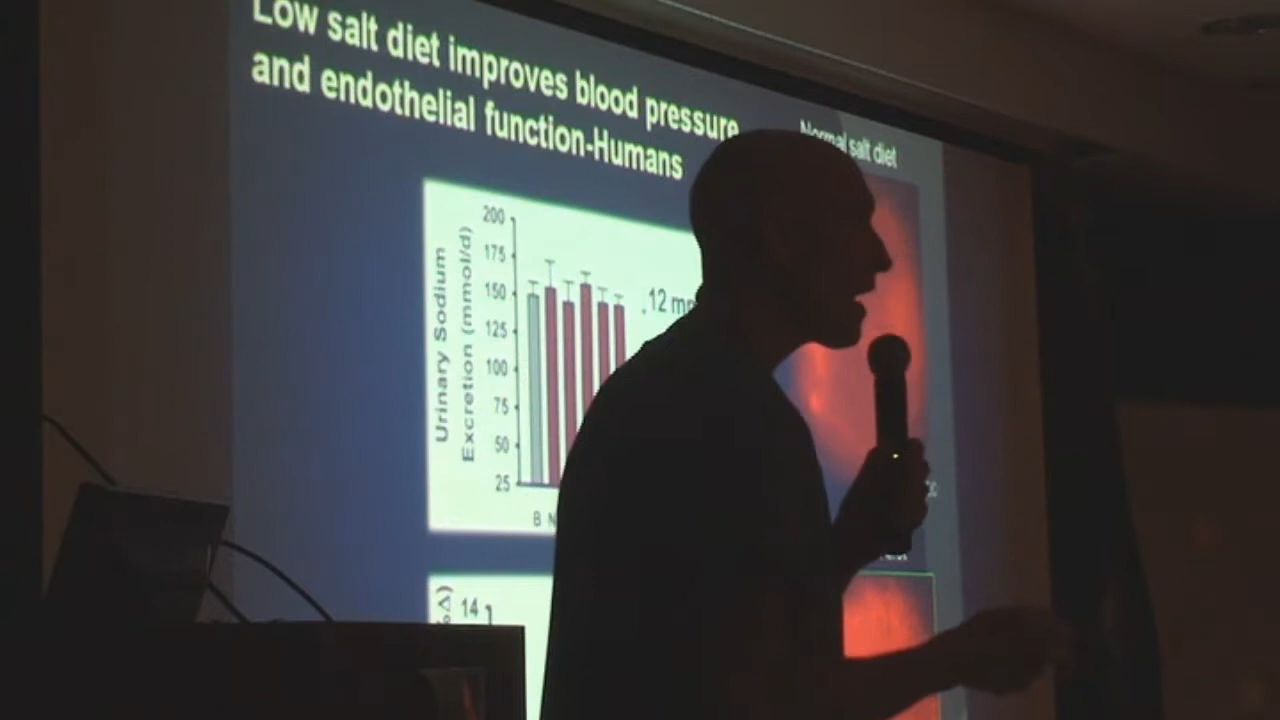 Low salt diet improves blood pressure
and endothelial function-Humans
Normal salt diet
Urinary Sodium
Excretion (mmol/d)
200
175
150
125
100
75
50
25
12
B N
14